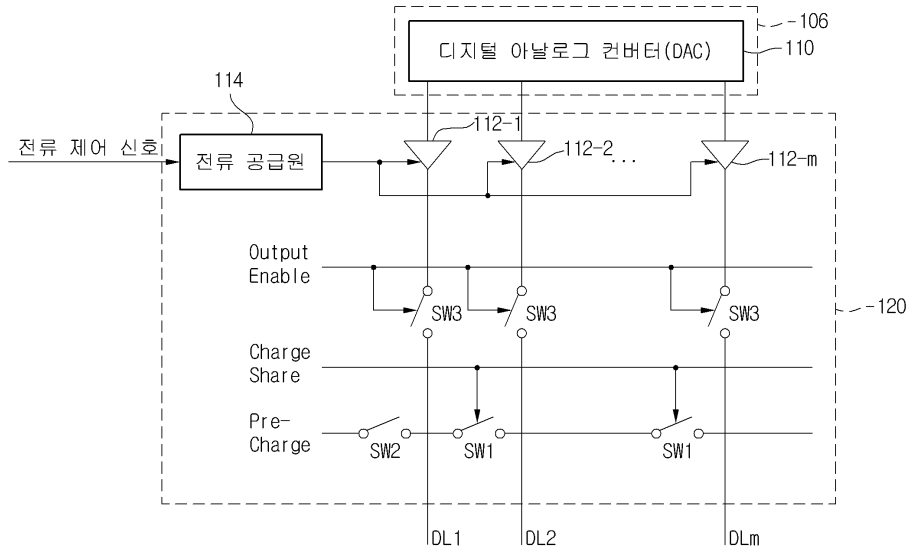 106
디지털 아날로그 컨버터(DAC)
110
114
전류 제어 신호
전류 공급원
112-1
112-2
...
112-m
Output
Enable
SW3
SW3
SW3
120
Charge
Share
Pre-
Charge
SW2
SW1
SW1
DL1
DL2
DLm